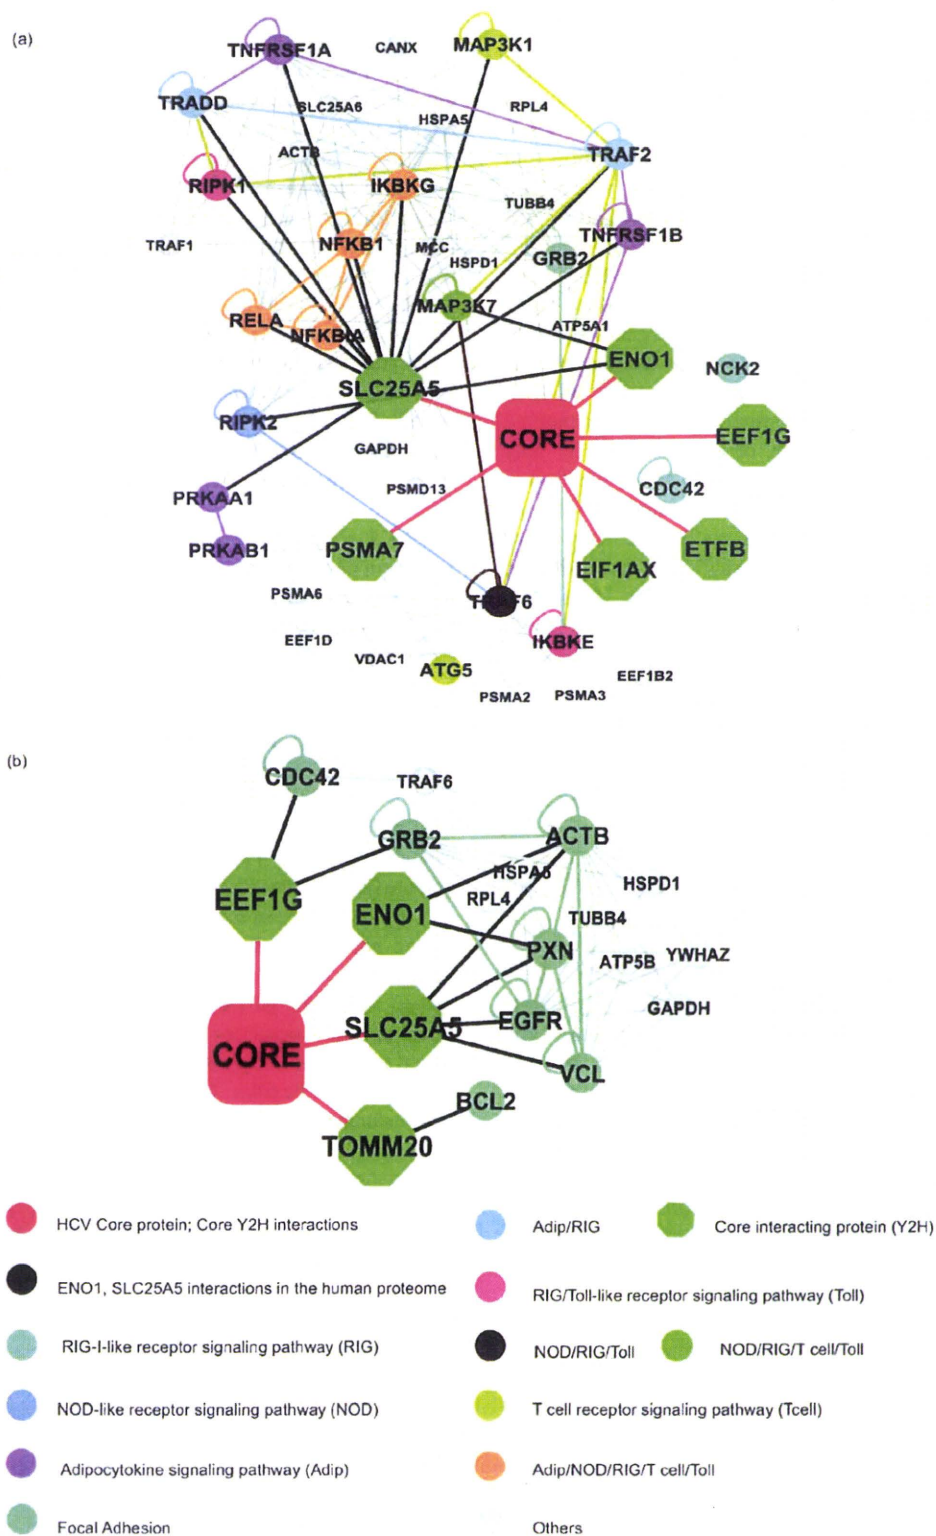 (a)
TNFRSF1A
CANX
MAP3K1
TRADD
SLC25A6
RPL4
HSPA5
ACTB
TRAF2
RIPK1
IKBKG
TUBB4
TRAF1
NFKB1
MCC
TNFRSF1B
HSPD1
GRB2
MAP3K7
RELA
NFKBIA
ATP5A1
ENO1
NCK2
SLC25A5
RIPK2
CORE
EEF1G
GAPDH
PRKAA1
PSMD13
CDC42
PRKAB1
PSMA7
ETFB
EIF1AX
PSMA6
TRAF6
EEF1D
IKBKE
VDAC1
ATG5
EEF1B2
PSMA2
PSMA3
(b)
CDC42
TRAF6
GRB2
ACTB
HSPA5
HSPD1
EEF1G
ENO1
RPL4
TUBB4
PXN
ATP5B
YWHAZ
EGFR
GAPDH
SLC25A5
CORE
VCL
BCL2
TOMM20
HCV Core protein; Core Y2H interactions
Adip/RIG
Core interacting protein (Y2H)
ENO1, SLC25A5 interactions in the human proteome
RIG/Toll-like receptor signaling pathway (Toll)
RIG-I-like receptor signaling pathway (RIG)
NOD/RIG/Toll
NOD/RIG/T cell/Toll
NOD-like receptor signaling pathway (NOD)
T cell receptor signaling pathway (Tcell)
Adipocytokine signaling pathway (Adip)
Adip/NOD/RIG/T cell/Toll
Focal Adhesion
Others